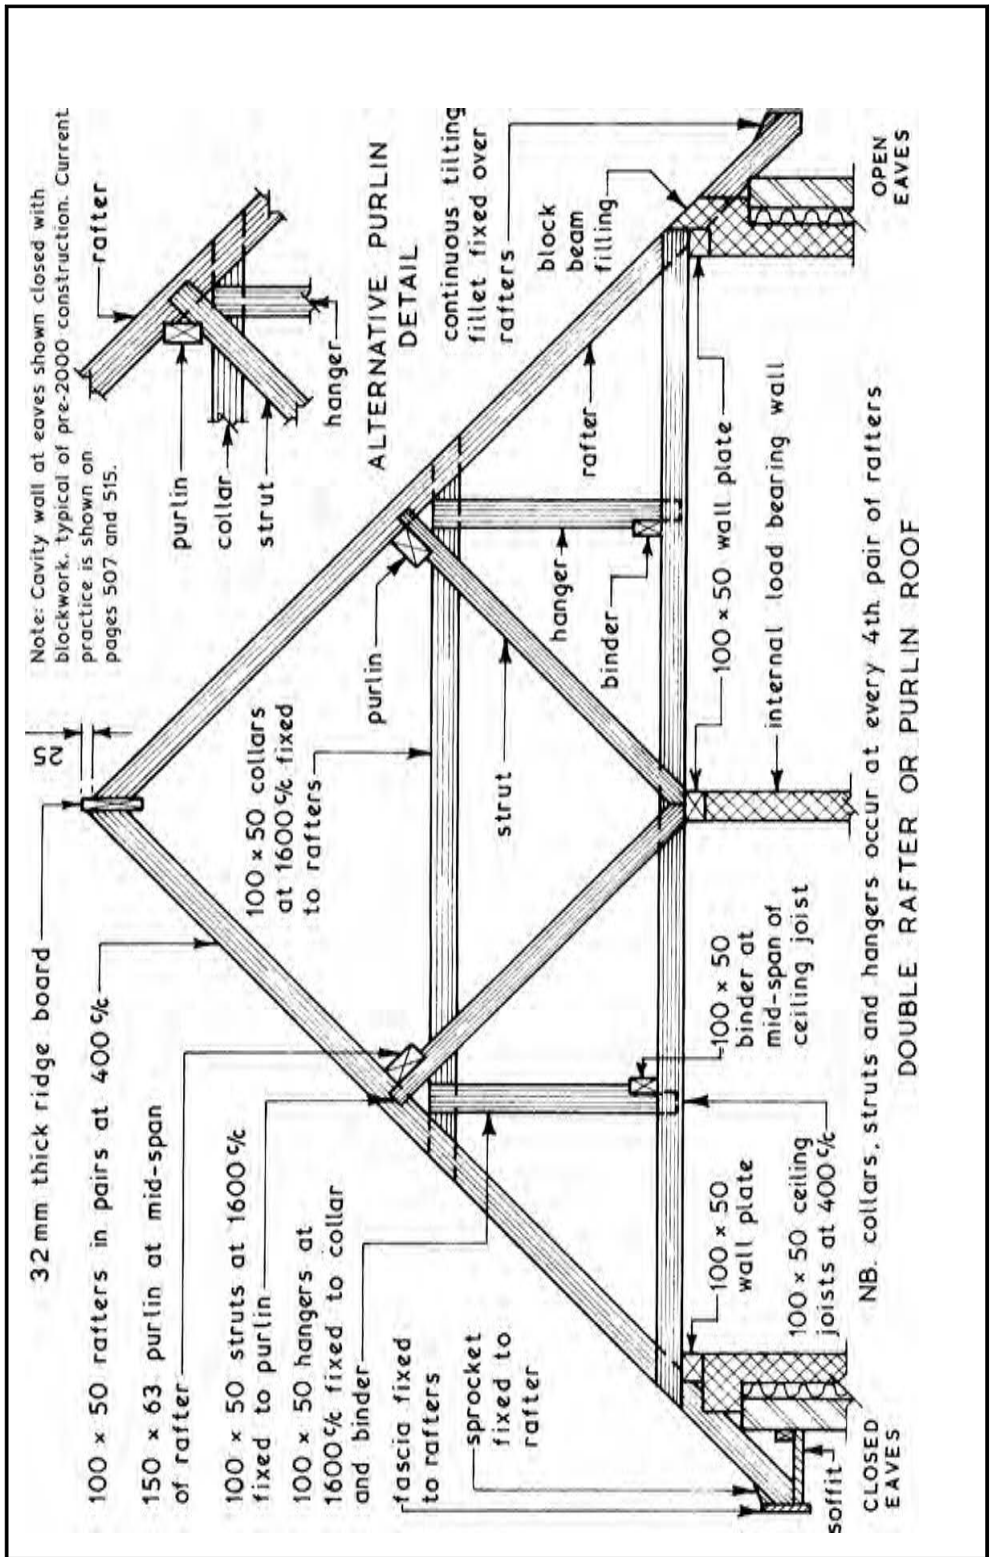 32 mm thick ridge board
100 × 50 rafters in pairs at 400 c/c
150 × 63 purlin at mid-span
of rafter
100 × 50 struts at 1600 c/c
fixed to purlin
100 × 50 hangers at
1600 c/c fixed to collar
and binder
fascia fixed
to rafters
sprocket
fixed to
rafter
soffit
CLOSED
EAVES
25
100 × 50 collars
at 1600 c/c fixed
to rafters
purlin
strut
hanger
binder
rafter
100 × 50
wall plate
100 × 50 ceiling
joists at 400 c/c
100 × 50
binder at
mid-span of
ceiling joist
100 × 50 wall plate
internal load bearing wall
Note: Cavity wall at eaves shown closed with
blockwork, typical of pre-2000 construction. Current
practice is shown on
pages 507 and 515.
rafter
purlin
collar
strut
hanger
ALTERNATIVE PURLIN
DETAIL
continuous tilting
fillet fixed over
rafters
block
beam
filling
OPEN
EAVES
NB. collars, struts and hangers occur at every 4th pair of rafters
DOUBLE RAFTER OR PURLIN ROOF